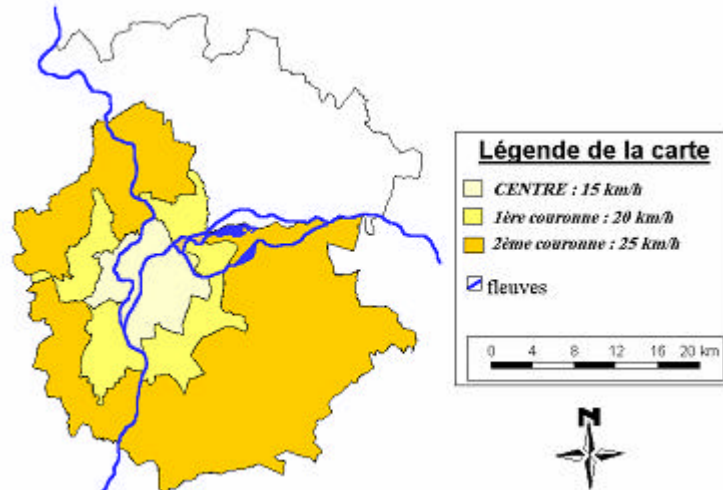 Légende de la carte
CENTRE : 15 km/h
1ère couronne : 20 km/h
2ème couronne : 25 km/h
fleuves
0 4 8 12 16 20 km
N